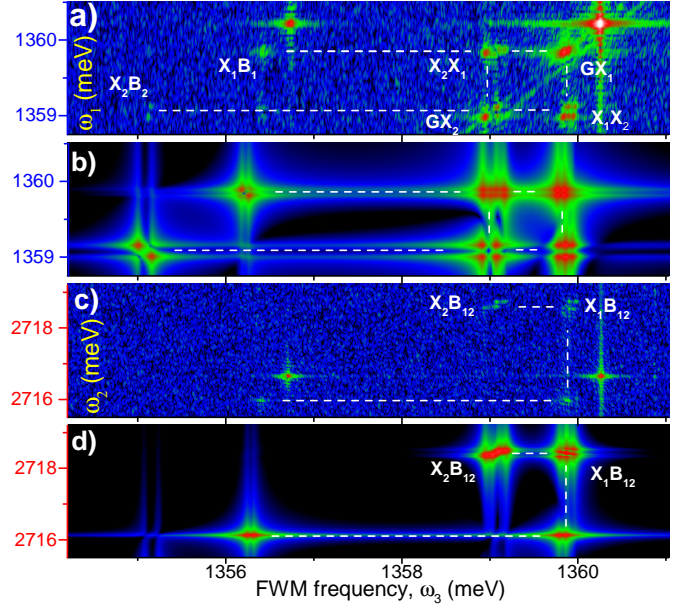 a)
1360
1359
ω₁ (meV)
X₂B₂
X₁B₁
X₂X₁
GX₁
GX₂
X₁X₂
b)
1360
1359
c)
2718
2716
ω₂ (meV)
X₂B₁₂
X₁B₁₂
d)
2718
2716
X₂B₁₂
X₁B₁₂
1356
1358
1360
FWM frequency, ω₃ (meV)